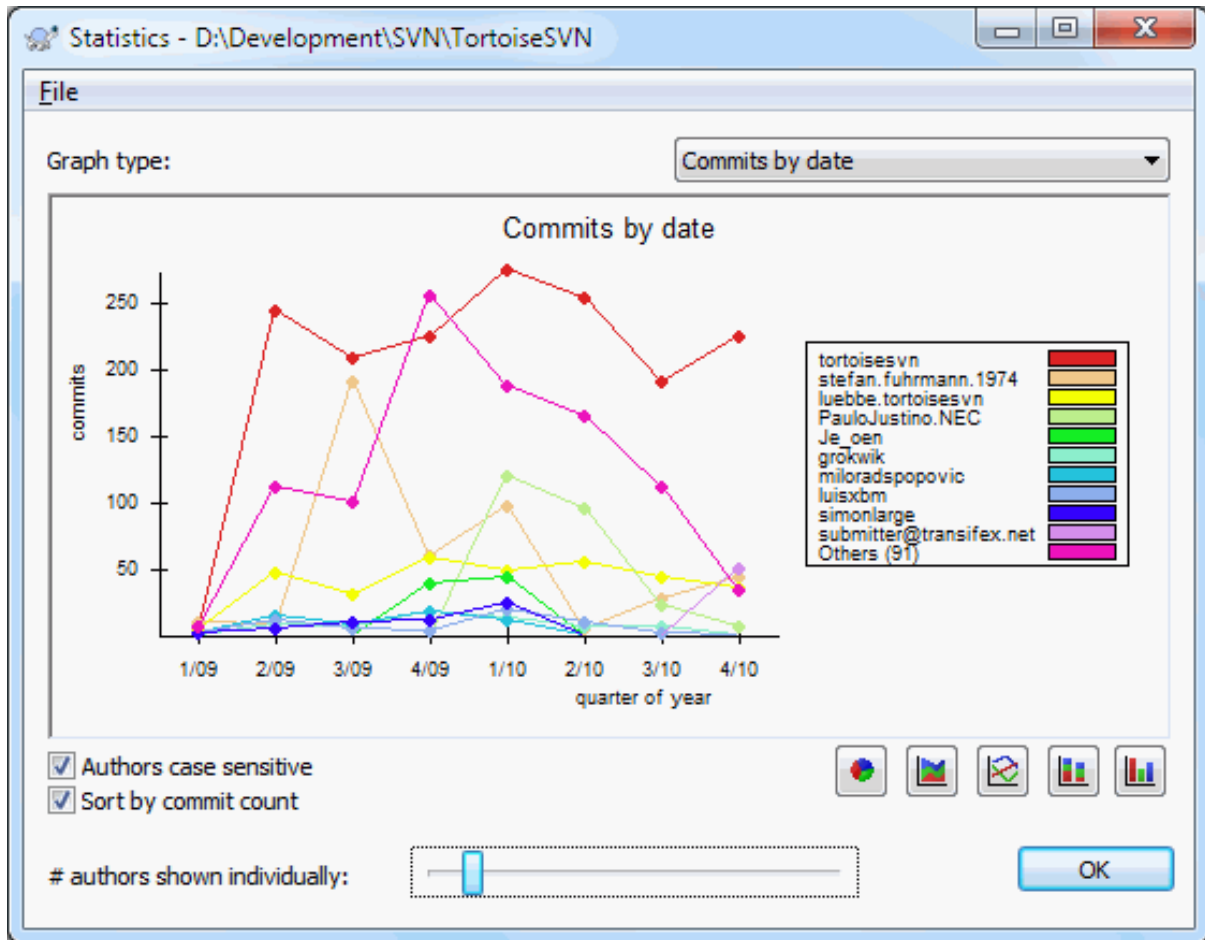 Statistics - D:\Development\SVN\TortoiseSVN
File
Graph type:
Commits by date
Commits by date
commits
250
200
150
100
50
1/09 2/09 3/09 4/09 1/10 2/10 3/10 4/10
quarter of year
tortoisesvn
stefan.fuhrmann.1974
luebbe.tortoisesvn
PauloJustino.NEC
Je_oen
grokwik
miloradspopovic
luisxbm
simonlarge
submitter@transifex.net
Others (91)
Authors case sensitive
Sort by commit count
# authors shown individually:
OK